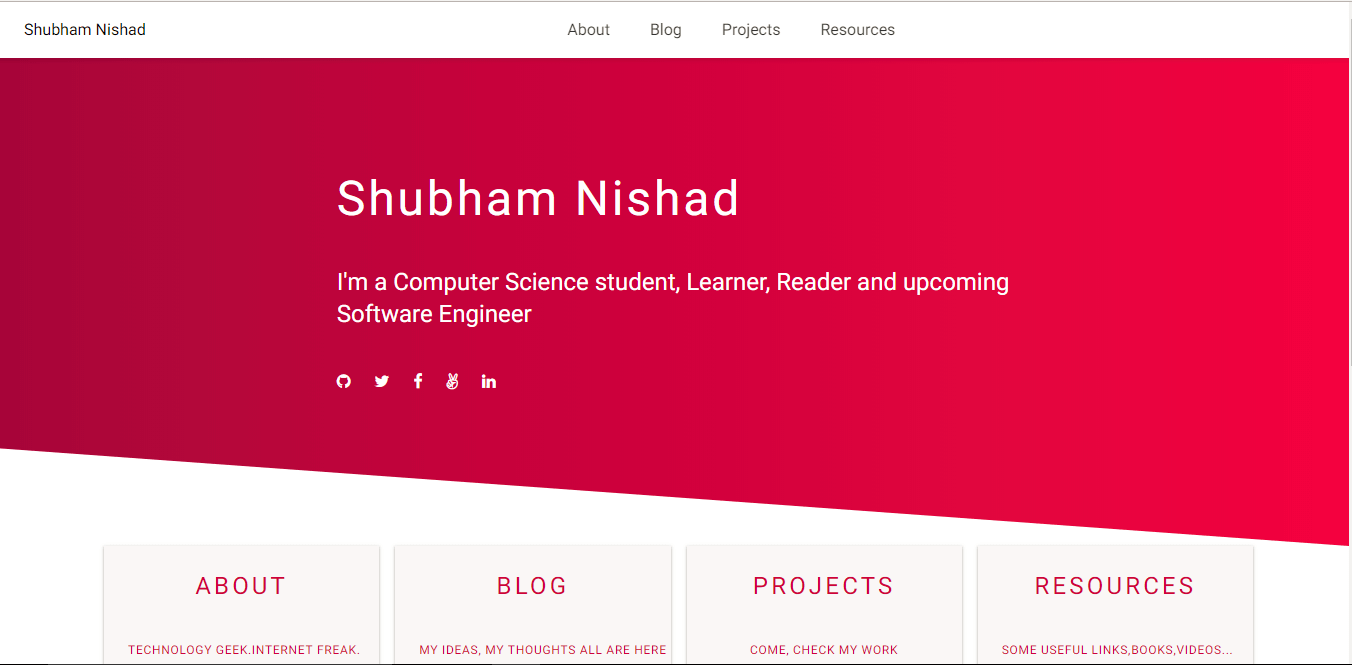 Shubham Nishad
About Blog Projects Resources
Shubham Nishad
I'm a Computer Science student, Learner, Reader and upcoming
Software Engineer
ABOUT
TECHNOLOGY GEEK.INTERNET FREAK.
BLOG
MY IDEAS, MY THOUGHTS ALL ARE HERE
PROJECTS
COME, CHECK MY WORK
RESOURCES
SOME USEFUL LINKS,BOOKS,VIDEOS...